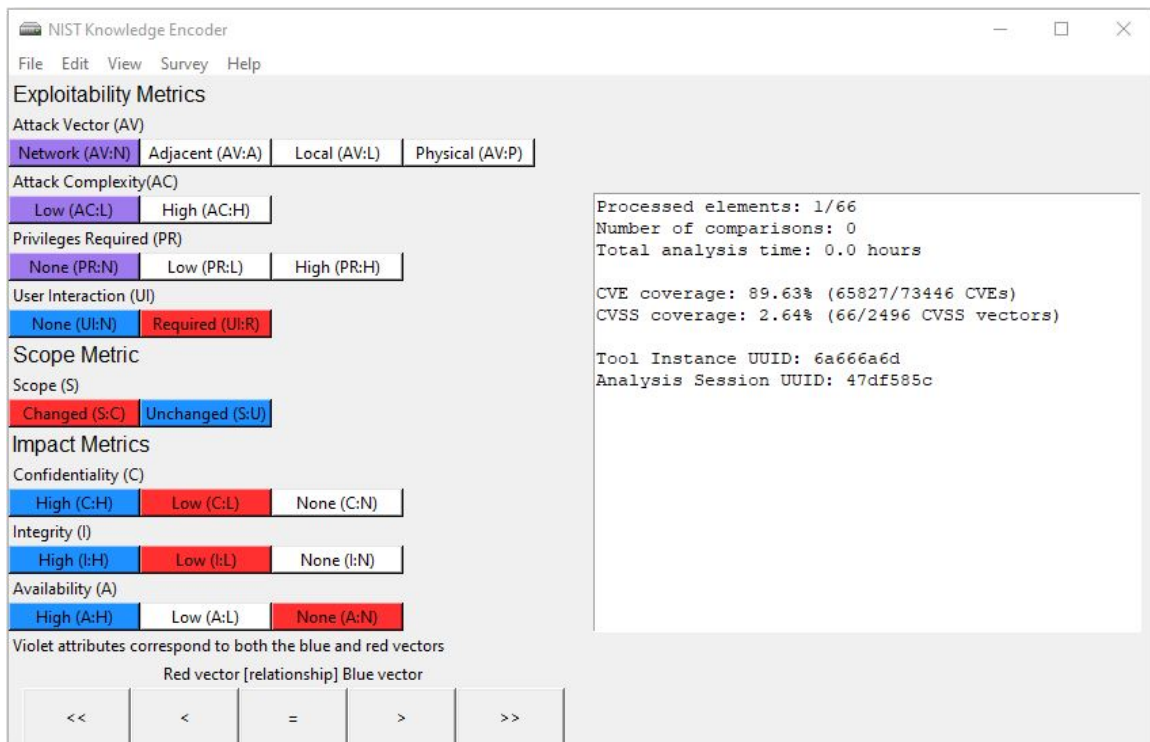 NIST Knowledge Encoder
File Edit View Survey Help
Exploitability Metrics
Attack Vector (AV)
Network (AV:N) Adjacent (AV:A) Local (AV:L) Physical (AV:P)
Attack Complexity(AC)
Low (AC:L) High (AC:H)
Privileges Required (PR)
None (PR:N) Low (PR:L) High (PR:H)
User Interaction (UI)
None (UI:N) Required (UI:R)
Scope Metric
Scope (S)
Changed (S:C) Unchanged (S:U)
Impact Metrics
Confidentiality (C)
High (C:H) Low (C:L) None (C:N)
Integrity (I)
High (I:H) Low (I:L) None (I:N)
Availability (A)
High (A:H) Low (A:L) None (A:N)
Violet attributes correspond to both the blue and red vectors
Red vector [relationship] Blue vector
<< < = > >>
Processed elements: 1/66
Number of comparisons: 0
Total analysis time: 0.0 hours
CVE coverage: 89.63% (65827/73446 CVEs)
CVSS coverage: 2.64% (66/2496 CVSS vectors)
Tool Instance UUID: 6a666a6d
Analysis Session UUID: 47df585c